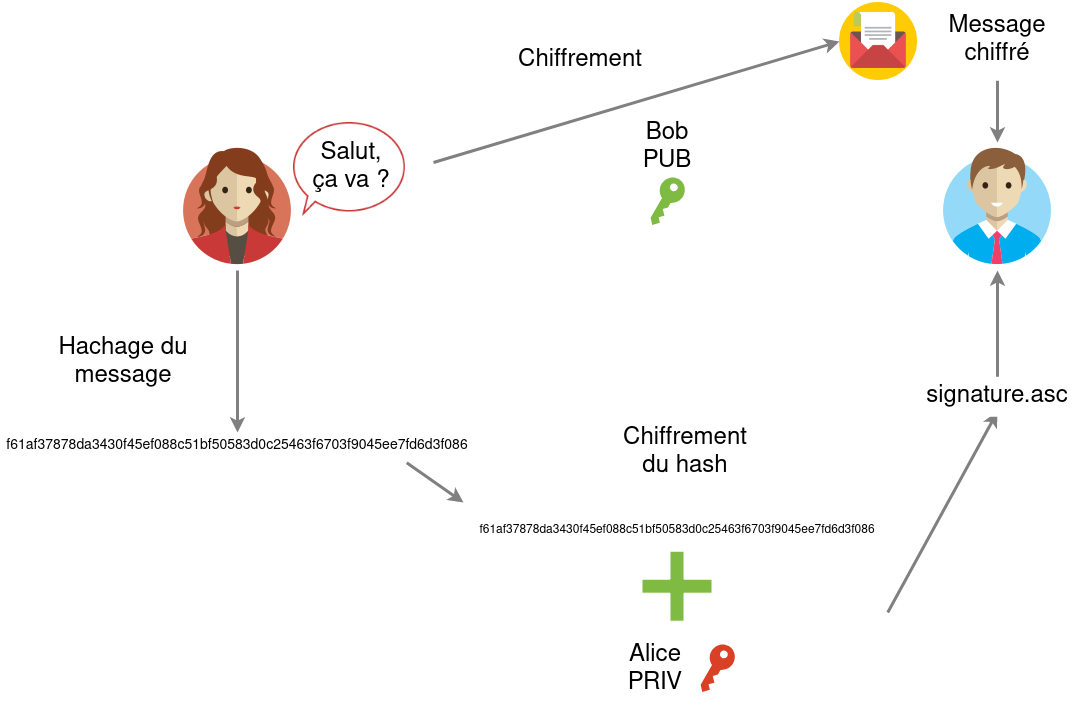 Message
chiffré
Chiffrement
Bob
PUB
Salut,
ça va ?
Hachage du
message
signature.asc
f61af37878da3430f45ef088c51bf50583d0c25463f6703f9045ee7fd6d3f086
Chiffrement
du hash
f61af37878da3430f45ef088c51bf50583d0c25463f6703f9045ee7fd6d3f086
Alice
PRIV